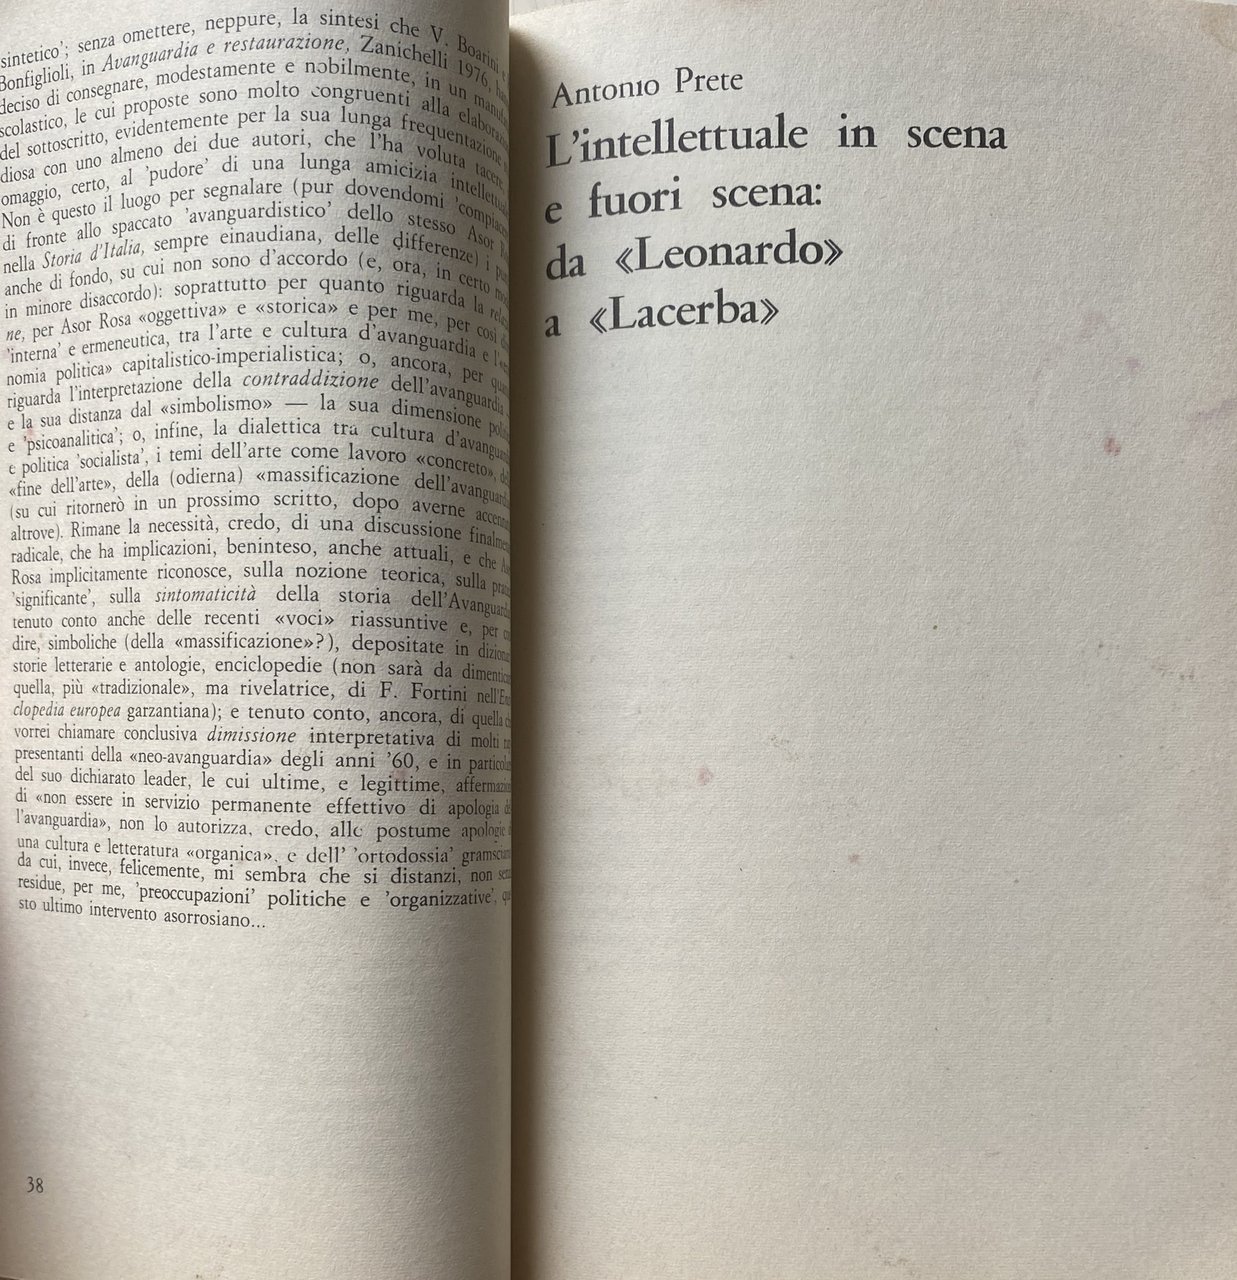 sintetico'; senza omettere, neppure, la sintesi che V. Boarini e
Bonfiglioli, in Avanguardia e restaurazione, Zanichelli 1976,
deciso di consegnare, modestamente e nobilmente, in un
scolastico, le cui proposte sono molto congruenti alla
del sottoscritto, evidentemente per la sua lunga frequentazione
diosa con uno almeno dei due autori, che l'ha voluta tacere,
omaggio, certo, al 'pudore' di una lunga amicizia
Non è questo il luogo per segnalare (pur dovendomi
di fronte allo spaccato 'avanguardistico' dello stesso Asor
nella Storia d'Italia, sempre einaudiana, delle differenze) i
anche di fondo, su cui non sono d'accordo (e, ora, in certo
in minore disaccordo): soprattutto per quanto riguarda la
ne, per Asor Rosa «oggettiva» e «storica» e per me, per così
'interna' e ermeneutica, tra l'arte e cultura d'avanguardia e
nomia politica» capitalistico-imperialistica; o, ancora, per
riguarda l'interpretazione della contraddizione dell'avanguardia
e la sua distanza dal «simbolismo» — la sua dimensione
e 'psicoanalitica'; o, infine, la dialettica tra cultura
e politica 'socialista', i temi dell'arte come lavoro «concreto»,
«fine dell'arte», della (odierna) «massificazione
(su cui ritornerò in un prossimo scritto, dopo averne
altrove). Rimane la necessità, credo, di una discussione
radicale, che ha implicazioni, beninteso, anche attuali, e che
Rosa implicitamente riconosce, sulla nozione teorica, sulla
'significante', sulla sintomaticità della storia
tenuto conto anche delle recenti «voci» riassuntive e, per
dire, simboliche (della «massificazione»?), depositate in
storie letterarie e antologie, enciclopedie (non sarà da
quella, più «tradizionale», ma rivelatrice, di F. Fortini
clopedia europea garzantiana); e tenuto conto, ancora, di quella
vorrei chiamare conclusiva dimissione interpretativa di molti
presentanti della «neo-avanguardia» degli anni '60, e in
del suo dichiarato leader, le cui ultime, e legittime,
di «non essere in servizio permanente effettivo di apologia
l'avanguardia», non lo autorizza, credo, alle postume apologie
una cultura e letteratura «organica», e dell' 'ortodossia'
da cui, invece, felicemente, mi sembra che si distanzi, non
residue, per me, 'preoccupazioni' politiche e 'organizzative',
sto ultimo intervento asorrosiano...
38
Antonio Prete
L'intellettuale in scena
e fuori scena:
da «Leonardo»
a «Lacerba»